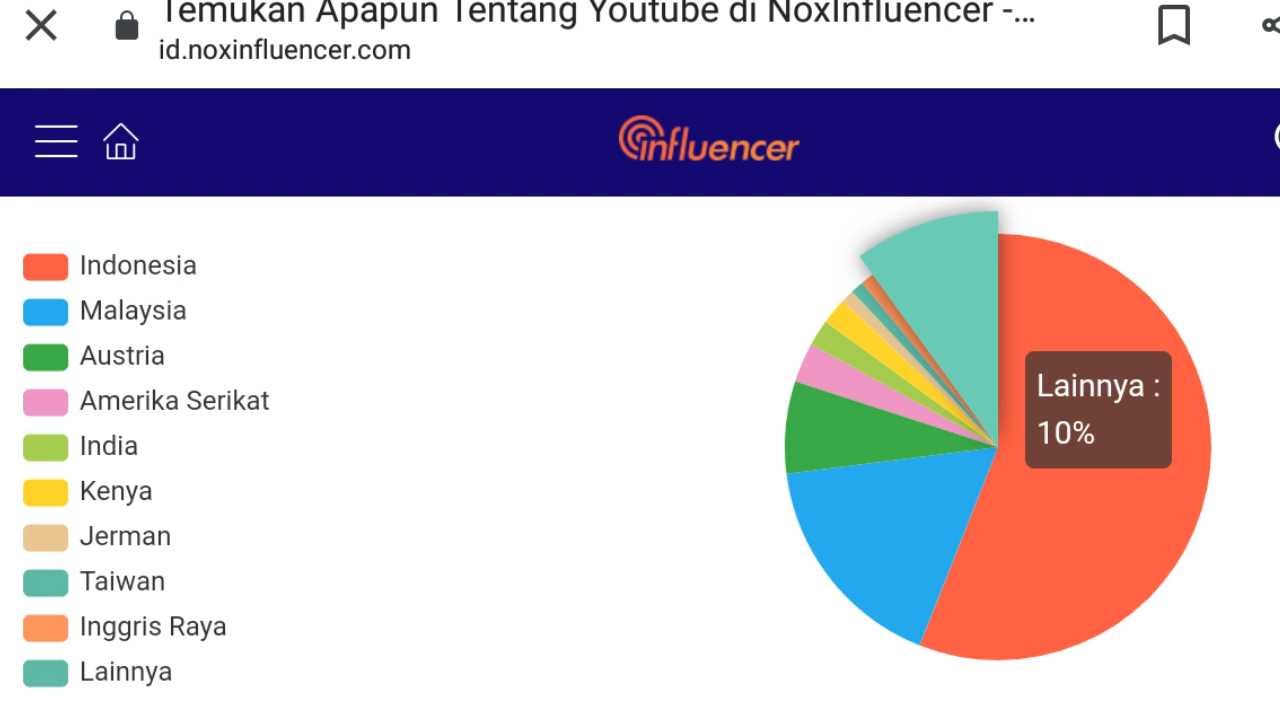 Temukan Apapun Tentang Youtube di NoxInfluencer -...
id.noxinfluencer.com
influencer
Indonesia
Malaysia
Austria
Amerika Serikat
India
Kenya
Jerman
Taiwan
Inggris Raya
Lainnya
Lainnya :
10%